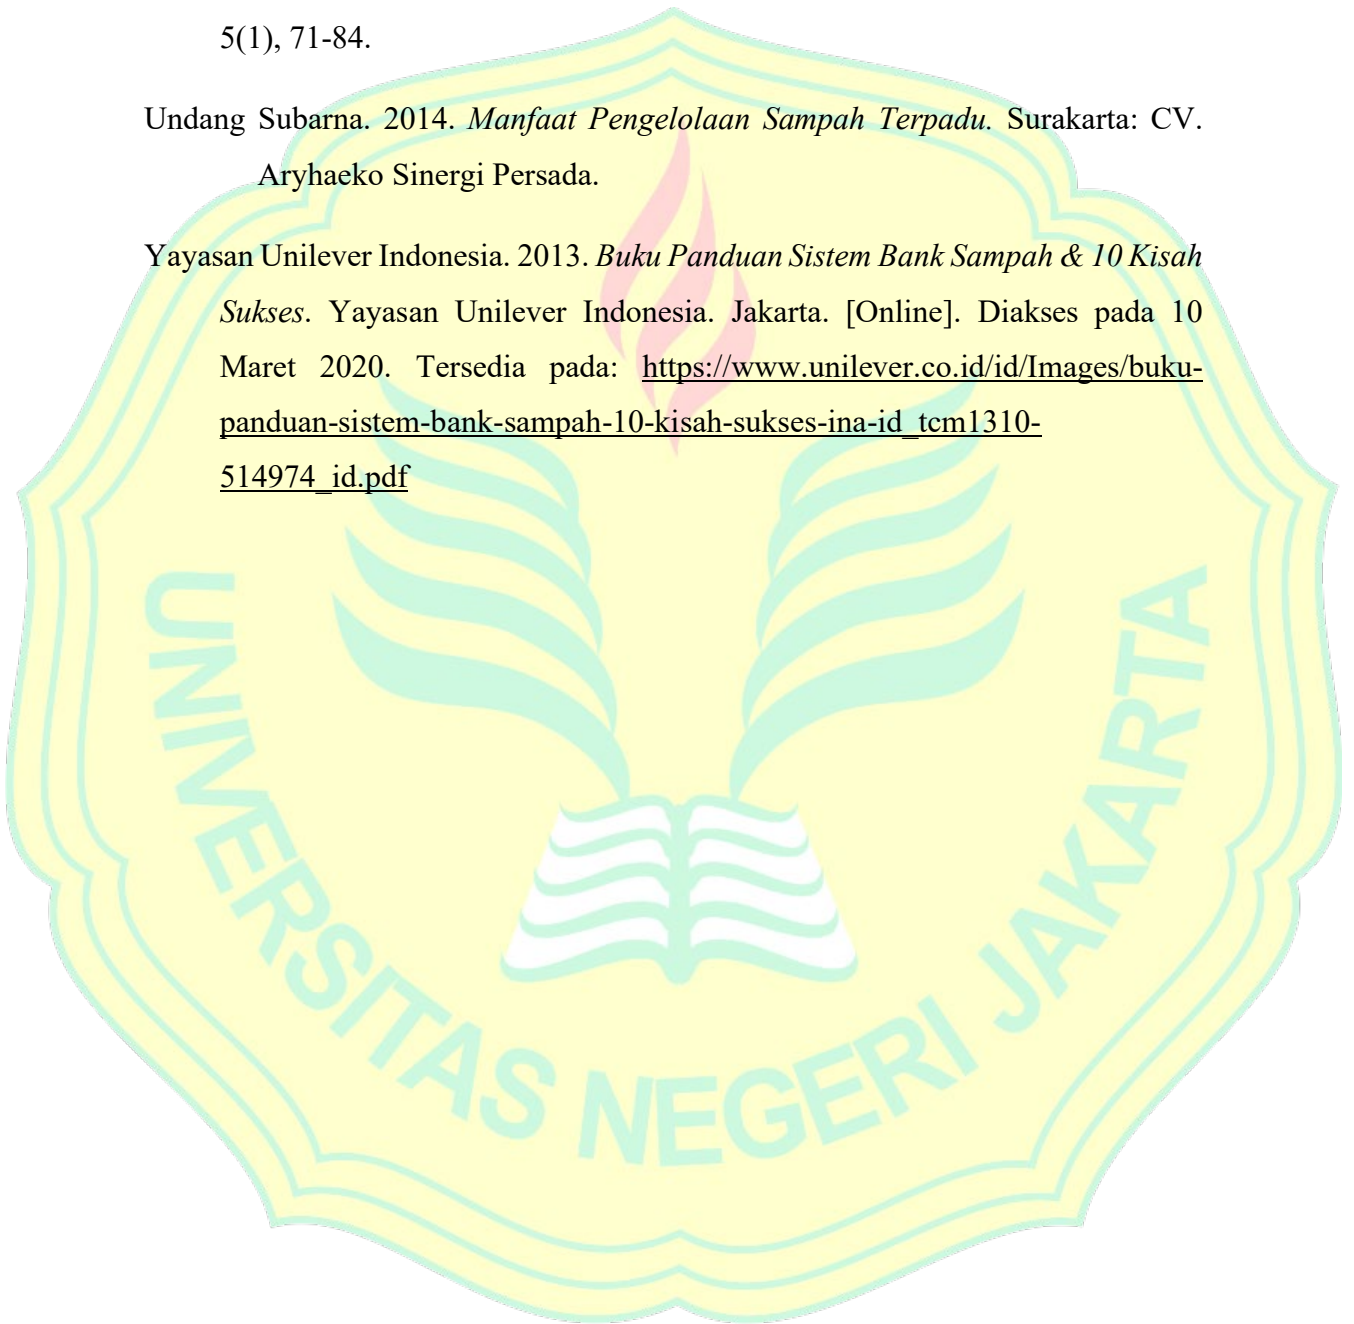 5(1), 71-84.
Undang Subarna. 2014. Manfaat Pengelolaan Sampah Terpadu. Surakarta: CV.
Aryhaeko Sinergi Persada.
Yayasan Unilever Indonesia. 2013. Buku Panduan Sistem Bank Sampah & 10 Kisah
Sukses. Yayasan Unilever Indonesia. Jakarta. [Online]. Diakses pada 10
Maret 2020. Tersedia pada: https://www.unilever.co.id/id/Images/buku-
panduan-sistem-bank-sampah-10-kisah-sukses-ina-id_tcm1310-
514974_id.pdf
UNIVERSITAS NEGERI JAKARTA